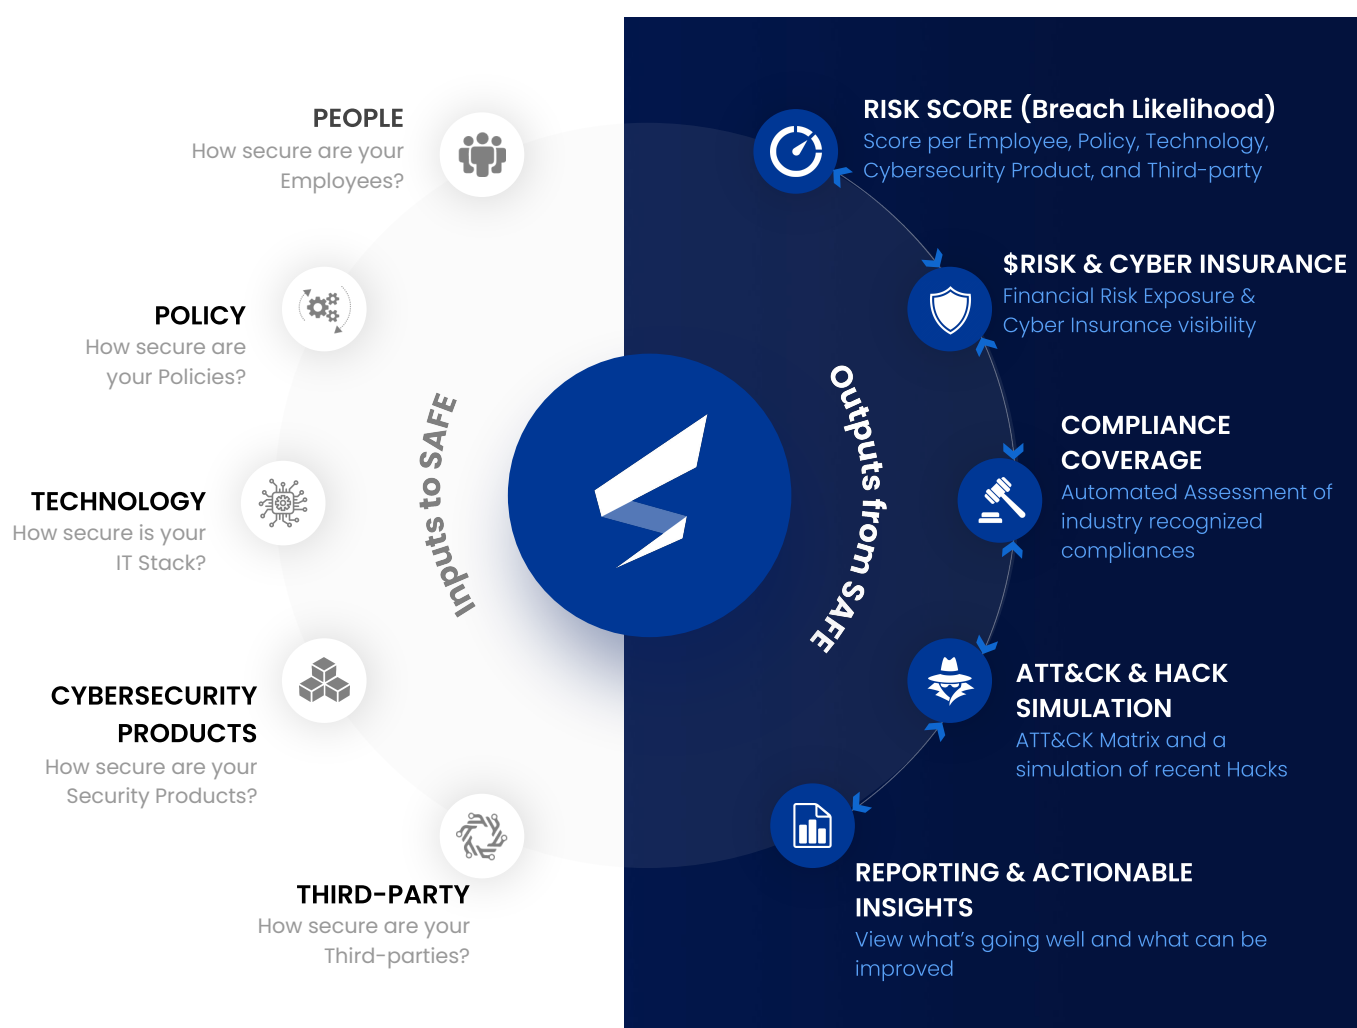 PEOPLE
How secure are your
Employees?
POLICY
How secure are
your Policies?
TECHNOLOGY
How secure is your
IT Stack?
CYBERSECURITY
PRODUCTS
How secure are your
Security Products?
THIRD-PARTY
How secure are your
Third-parties?
Inputs to SAFE
Outputs from SAFE
RISK SCORE (Breach Likelihood)
Score per Employee, Policy, Technology,
Cybersecurity Product, and Third-party
$RISK & CYBER INSURANCE
Financial Risk Exposure &
Cyber Insurance visibility
COMPLIANCE
COVERAGE
Automated Assessment of
industry recognized
compliances
ATT&CK & HACK
SIMULATION
ATT&CK Matrix and a
simulation of recent Hacks
REPORTING & ACTIONABLE
INSIGHTS
View what's going well and what can be
improved